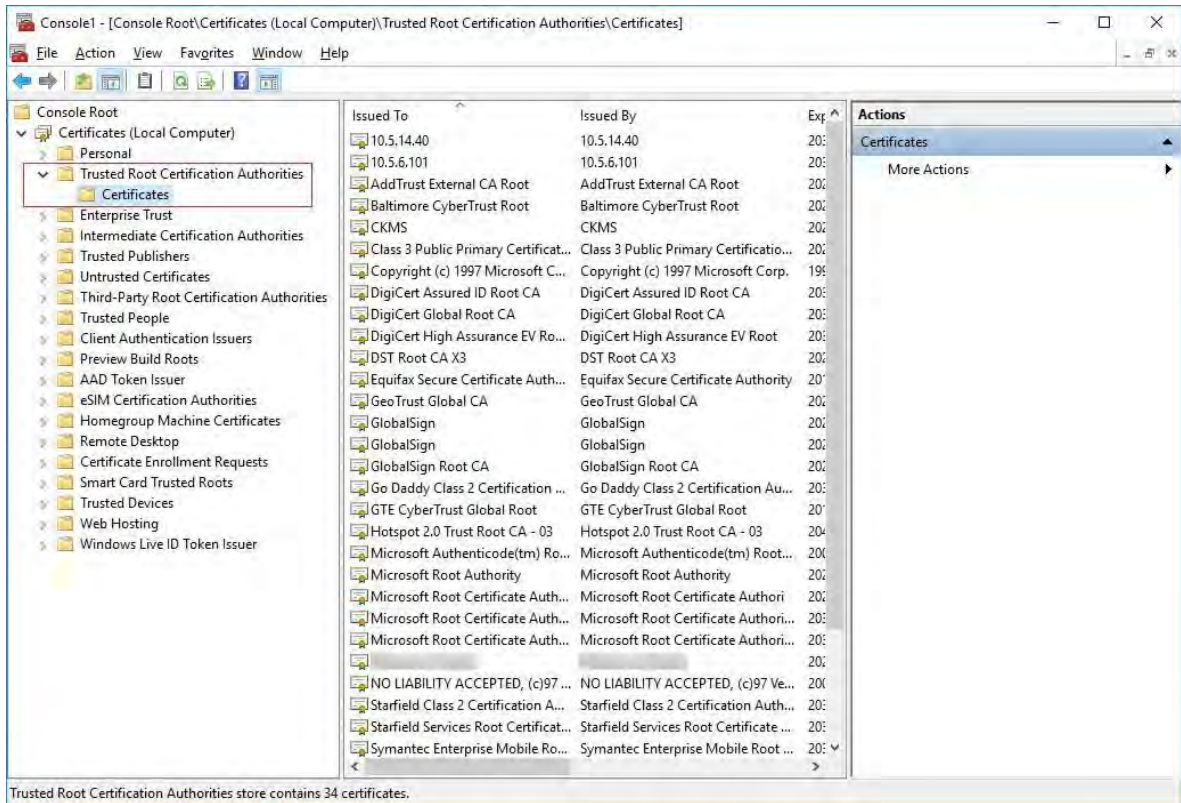 Console1 - [Console Root\Certificates (Local Computer)\Trusted Root Certification Authorities\Certificates]
File Action View Favorites Window Help
Console Root
Certificates (Local Computer)
Personal
Trusted Root Certification Authorities
Certificates
Enterprise Trust
Intermediate Certification Authorities
Trusted Publishers
Untrusted Certificates
Third-Party Root Certification Authorities
Trusted People
Client Authentication Issuers
Preview Build Roots
AAD Token Issuer
eSIM Certification Authorities
Homegroup Machine Certificates
Remote Desktop
Certificate Enrollment Requests
Smart Card Trusted Roots
Trusted Devices
Web Hosting
Windows Live ID Token Issuer
Issued To Issued By
10.5.14.40 10.5.14.40
10.5.6.101 10.5.6.101
AddTrust External CA Root AddTrust External CA Root
Baltimore CyberTrust Root Baltimore CyberTrust Root
CKMS CKMS
Class 3 Public Primary Certificat... Class 3 Public Primary Certificatio...
Copyright (c) 1997 Microsoft C... Copyright (c) 1997 Microsoft Corp.
DigiCert Assured ID Root CA DigiCert Assured ID Root CA
DigiCert Global Root CA DigiCert Global Root CA
DigiCert High Assurance EV Ro... DigiCert High Assurance EV Root
DST Root CA X3 DST Root CA X3
Equifax Secure Certificate Auth... Equifax Secure Certificate Authority
GeoTrust Global CA GeoTrust Global CA
GlobalSign GlobalSign
GlobalSign GlobalSign
GlobalSign Root CA GlobalSign Root CA
Go Daddy Class 2 Certification ... Go Daddy Class 2 Certification Au...
GTE CyberTrust Global Root GTE CyberTrust Global Root
Hotspot 2.0 Trust Root CA - 03 Hotspot 2.0 Trust Root CA - 03
Microsoft Authenticode(tm) Ro... Microsoft Authenticode(tm) Root...
Microsoft Root Authority Microsoft Root Authority
Microsoft Root Certificate Auth... Microsoft Root Certificate Authori
Microsoft Root Certificate Auth... Microsoft Root Certificate Authori...
Microsoft Root Certificate Auth... Microsoft Root Certificate Authori...
NO LIABILITY ACCEPTED, (c)97 ... NO LIABILITY ACCEPTED, (c)97 Ve...
Starfield Class 2 Certification A... Starfield Class 2 Certification Auth...
Starfield Services Root Certificat... Starfield Services Root Certificate ...
Symantec Enterprise Mobile Ro... Symantec Enterprise Mobile Root ...
Actions
Certificates
More Actions
Trusted Root Certification Authorities store contains 34 certificates.